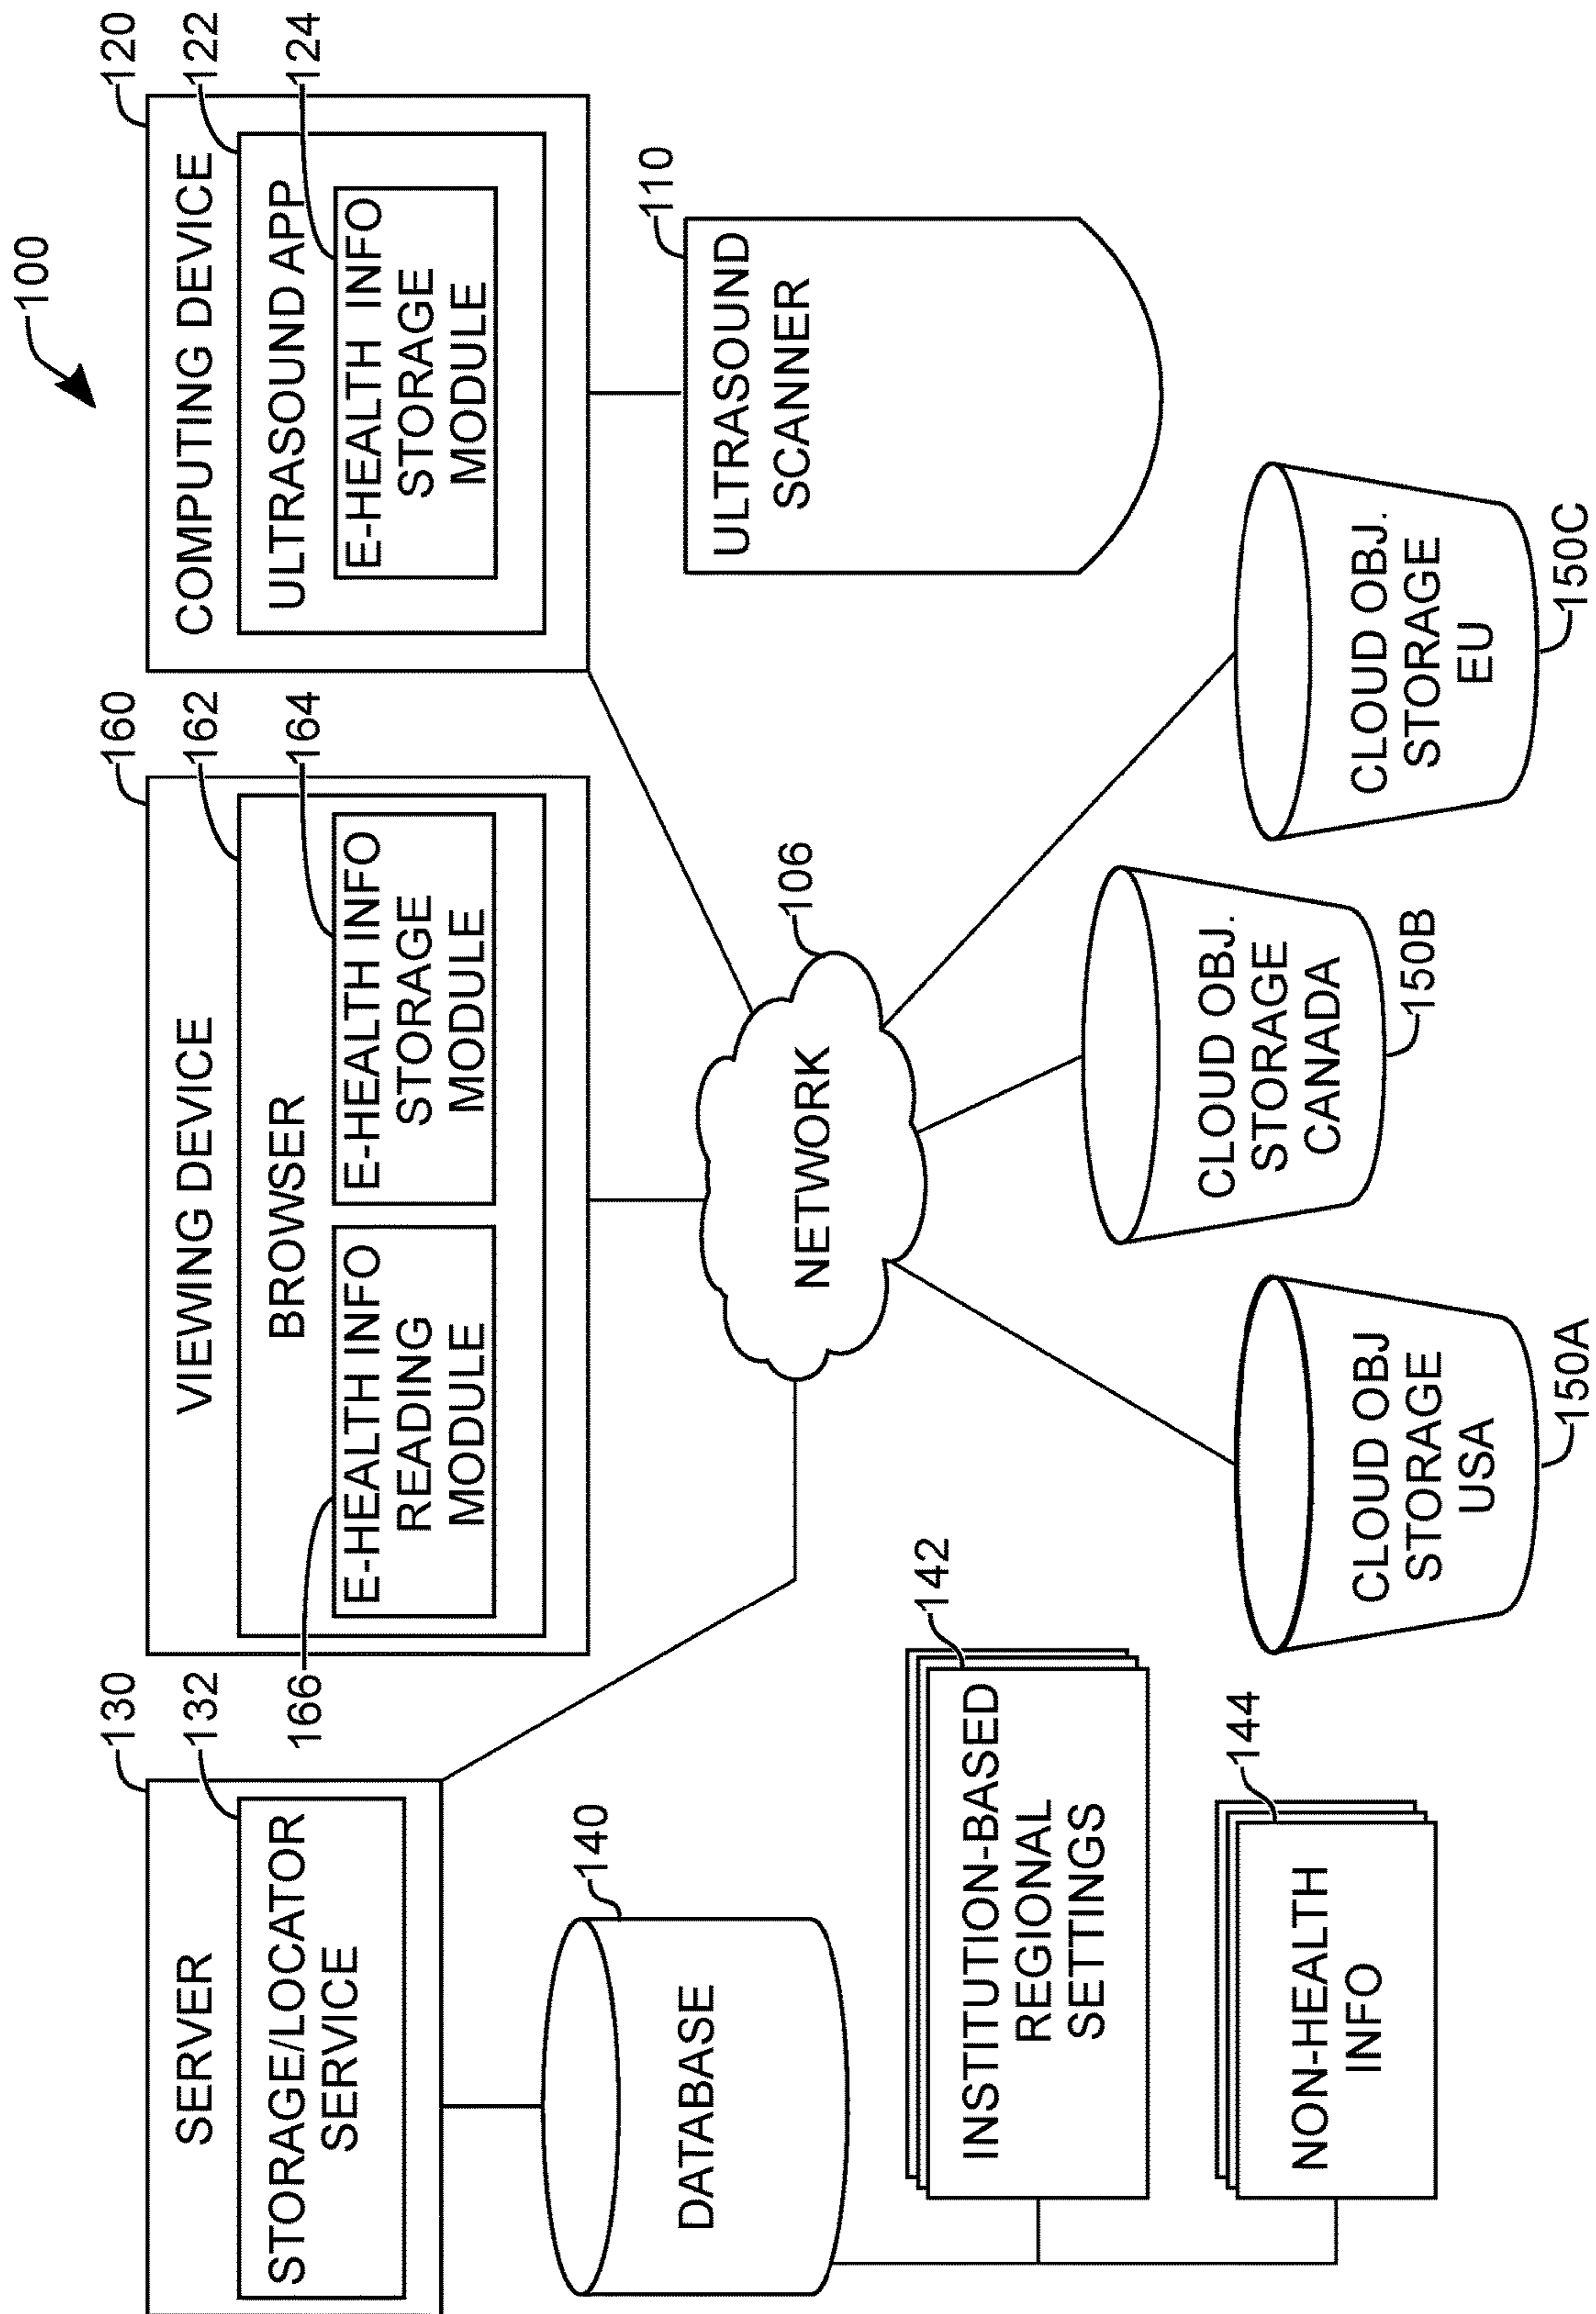 100
130
132
SERVER
STORAGE/LOCATOR
SERVICE
160
162
164
166
VIEWING DEVICE
BROWSER
E-HEALTH INFO
READING
MODULE
E-HEALTH INFO
STORAGE
MODULE
120
122
124
COMPUTING DEVICE
ULTRASOUND APP
E-HEALTH INFO
STORAGE
MODULE
140
DATABASE
106
NETWORK
110
ULTRASOUND
SCANNER
142
INSTITUTION-BASED
REGIONAL
SETTINGS
144
NON-HEALTH
INFO
CLOUD OBJ
STORAGE
USA
150A
CLOUD OBJ.
STORAGE
CANADA
150B
CLOUD OBJ.
STORAGE
EU
150C